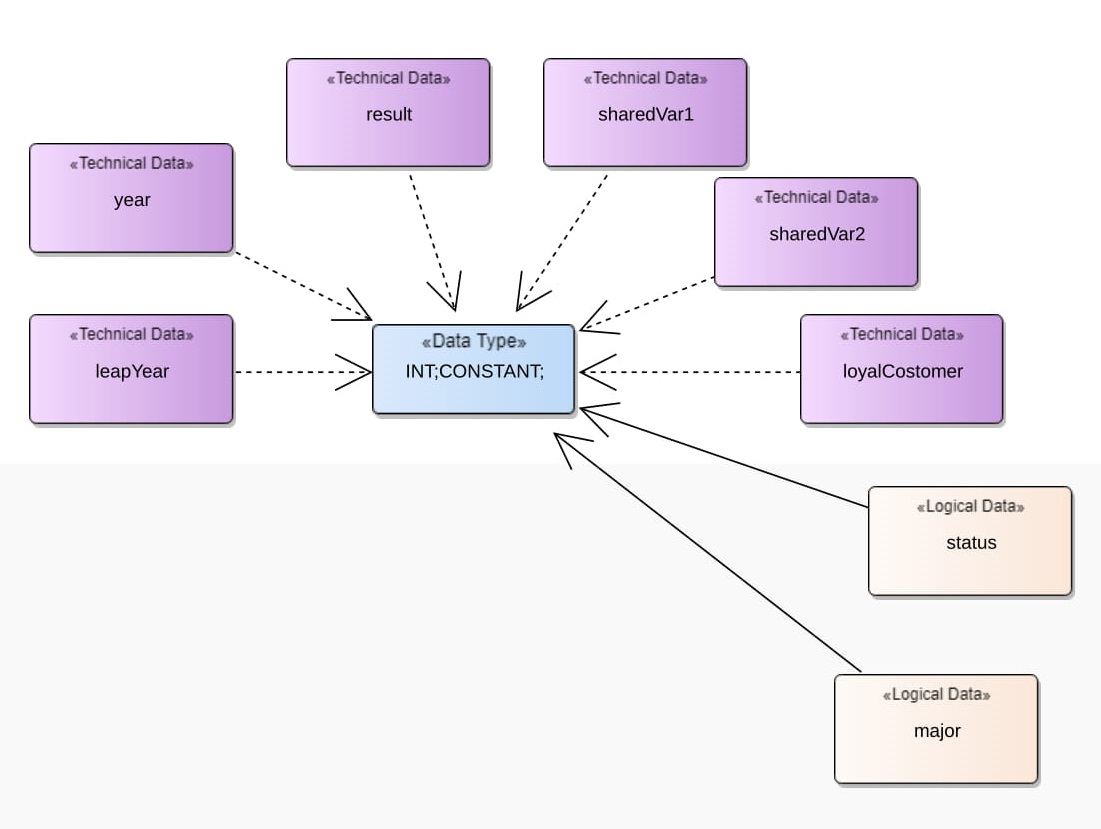 «Technical Data»
result
«Technical Data»
sharedVar1
«Technical Data»
year
«Technical Data»
sharedVar2
«Technical Data»
leapYear
«Data Type»
INT;CONSTANT;
«Technical Data»
loyalCostomer
«Logical Data»
status
«Logical Data»
major